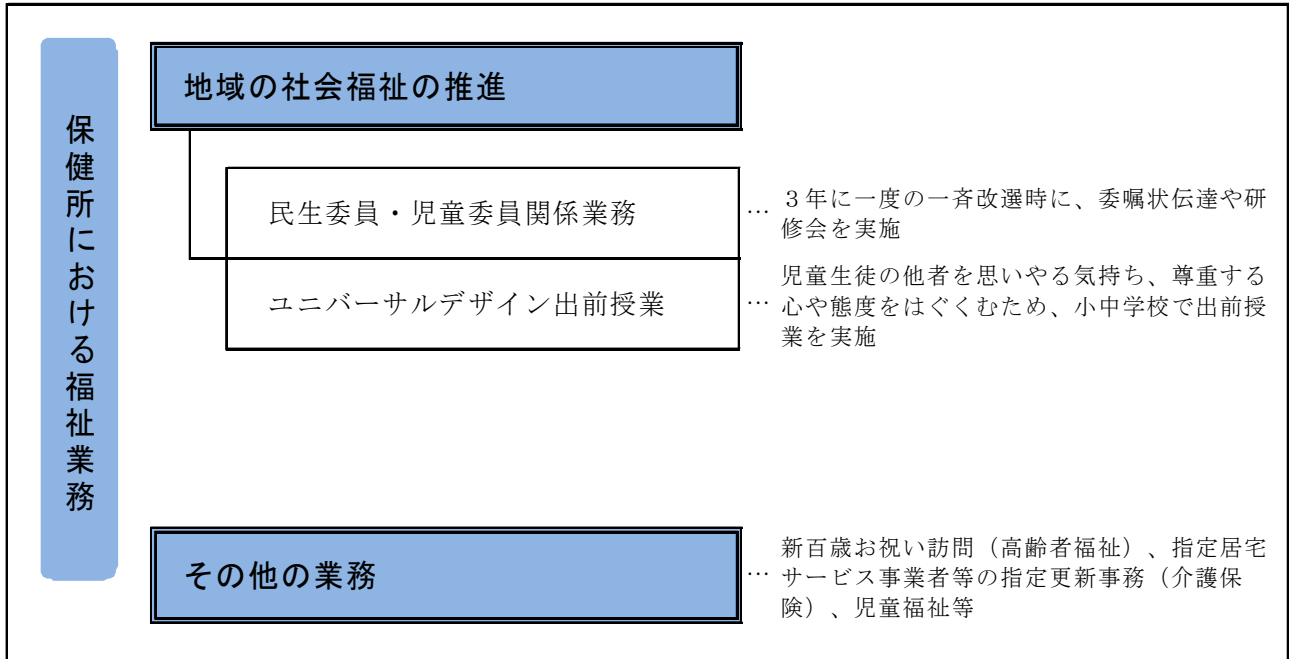 保健所における福祉業務
地域の社会福祉の推進
民生委員・児童委員関係業務
… ３年に一度の一斉改選時に、委嘱状伝達や研
修会を実施
ユニバーサルデザイン出前授業
児童生徒の他者を思いやる気持ち、尊重する
… 心や態度をはぐくむため、小中学校で出前授
業を実施
その他の業務
新百歳お祝い訪問（高齢者福祉）、指定居宅
… サービス事業者等の指定更新事務（介護保
険）、児童福祉等